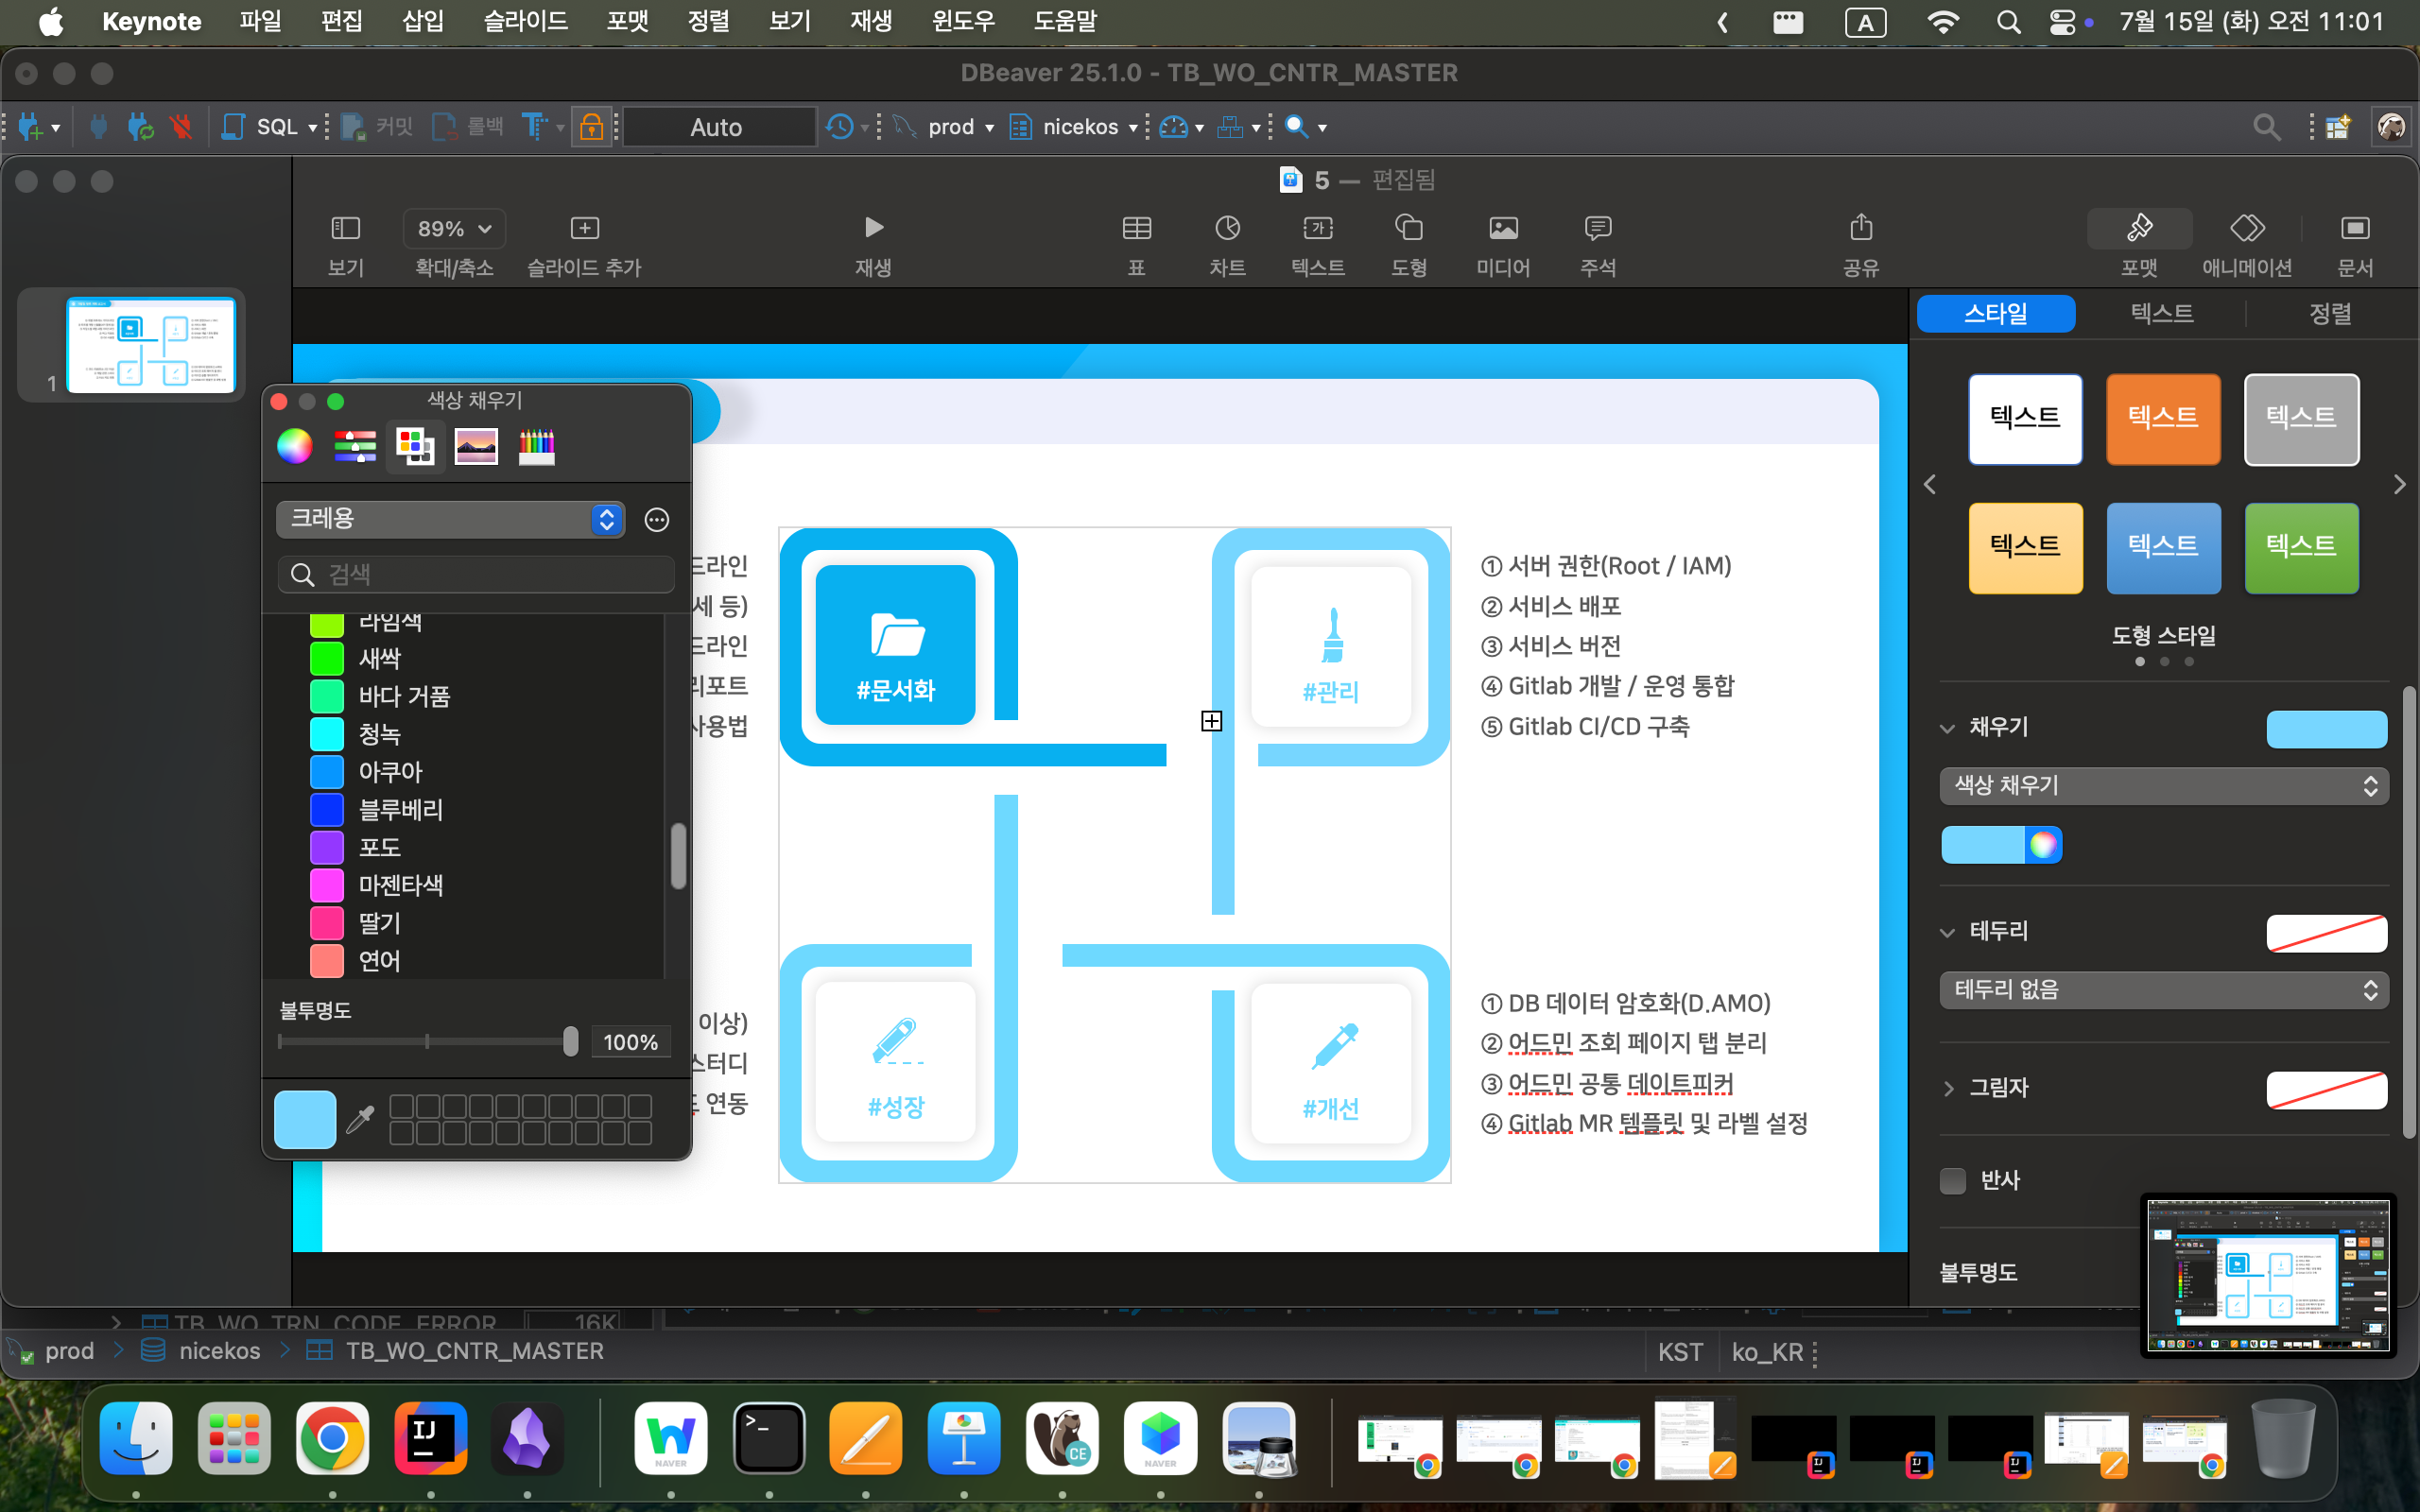 Keynote 파일 편집 삽입 슬라이드 포맷 정렬 보기 재생 윈도우 도움말 A 7월 15일 (화) 오전 11:01
DBeaver 25.1.0 - TB_WO_CNTR_MASTER
SQL 커밋 롤백 T Auto prod nicekos
5 — 편집됨
89% 가
보기 확대/축소 슬라이드 추가 재생 표 차트 텍스트 도형 미디어 주석 공유 포맷 애니메이션 문서
1
색상 채우기
크레용
검색
라임색
새싹
바다 거품
청녹
아쿠아
블루베리
포도
마젠타색
딸기
연어
불투명도
100%
드라인
세 등)
드라인
리포트
사용법
#문서화
#관리
① 서버 권한(Root / IAM)
② 서비스 배포
③ 서비스 버전
④ Gitlab 개발 / 운영 통합
⑤ Gitlab CI/CD 구축
이상)
스터디
연동
#성장
#개선
① DB 데이터 암호화(D.AMO)
② 어드민 조회 페이지 탭 분리
③ 어드민 공통 데이트피커
④ Gitlab MR 템플릿 및 라벨 설정
스타일 텍스트 정렬
텍스트 텍스트 텍스트
텍스트 텍스트 텍스트
도형 스타일
채우기
색상 채우기
테두리
테두리 없음
그림자
반사
불투명도
TB_WO_TRN_CODE_ERROR 16K
prod nicekos TB_WO_CNTR_MASTER KST ko_KR
IJ
NAVER
CE
NAVER
IJ IJ IJ